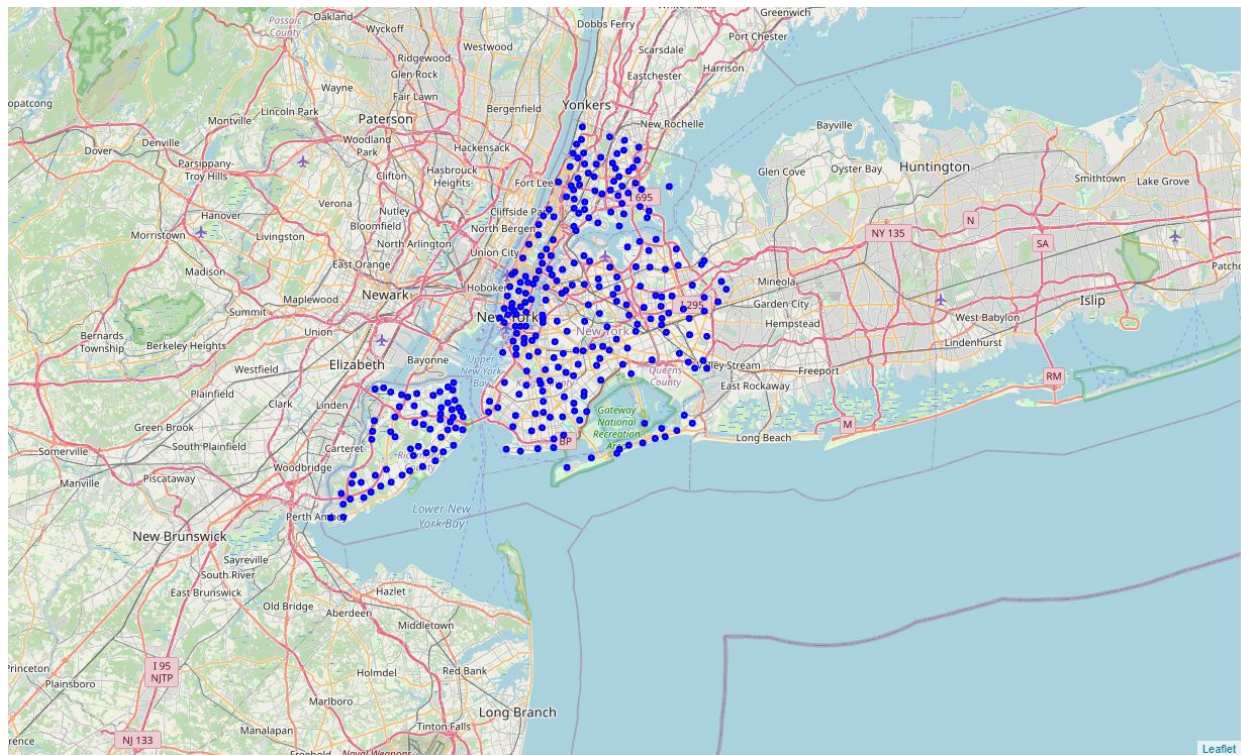 Oakland
Passaic
County
Wyckoff
Dobbs Ferry
Greenwich
Port Chester
Westwood
Scarsdale
Ridgewood
Harrison
Glen Rock
Eastchester
opatcong
Wayne
Lincoln Park
Fair Lawn
Bergenfield
Yonkers
Montville
Paterson
New Rochelle
Bayville
Denville
Dover
Woodland
Park
Hackensack
Huntington
Parsippany-
Troy Hills
Clifton
Hasbrouck
Heights
Fort Lee
Glen Cove
Oyster Bay
Smithtown
Lake Grove
Verona
Nutley
I 695
Hanover
Cliffside Park
Bloomfield
North Bergen
N
Morristown
Livingston
North Arlington
NY 135
SA
East Orange
Union City
Madison
Mineola
Patch
Newark
Hoboken
Maplewood
I 295
Garden City
Islip
Summit
New York
Hempstead
West Babylon
Bernards
Township
Union
New York
Lindenhurst
Berkeley Heights
Elizabeth
Bayonne
Upper
New York
Bay
Valley Stream
Freeport
Westfield
Queens
County
East Rockaway
RM
Plainfield
Clark
Linden
Gateway
National
Recreation
Area
M
Green Brook
Long Beach
South Plainfield
Carteret
BP
Somerville
Woodbridge
Manville
Piscataway
Lower New
York Bay
Perth Amboy
New Brunswick
Sayreville
South River
East Brunswick
Hazlet
Old Bridge
Aberdeen
Middletown
Princeton
I 95
NJTP
Red Bank
Plainsboro
Holmdel
Marlboro
Long Branch
Tinton Falls
Manalapan
NJ 133
Leaflet